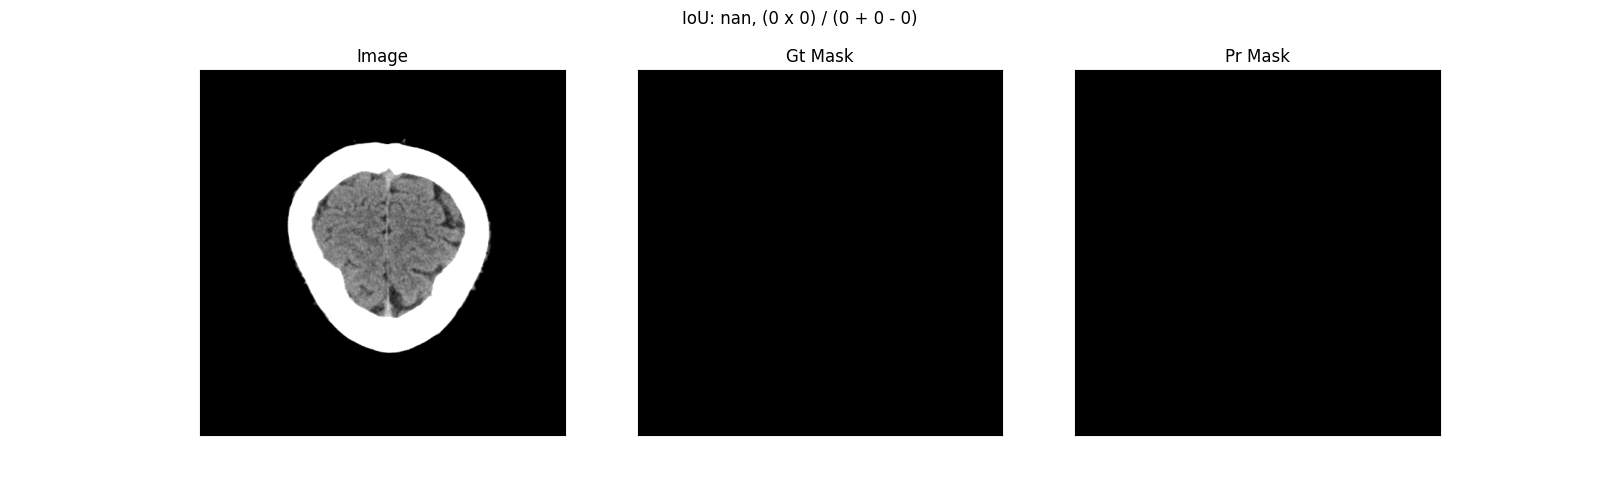 IoU: nan, (0 x 0) / (0 + 0 - 0)
Image
Gt Mask
Pr Mask